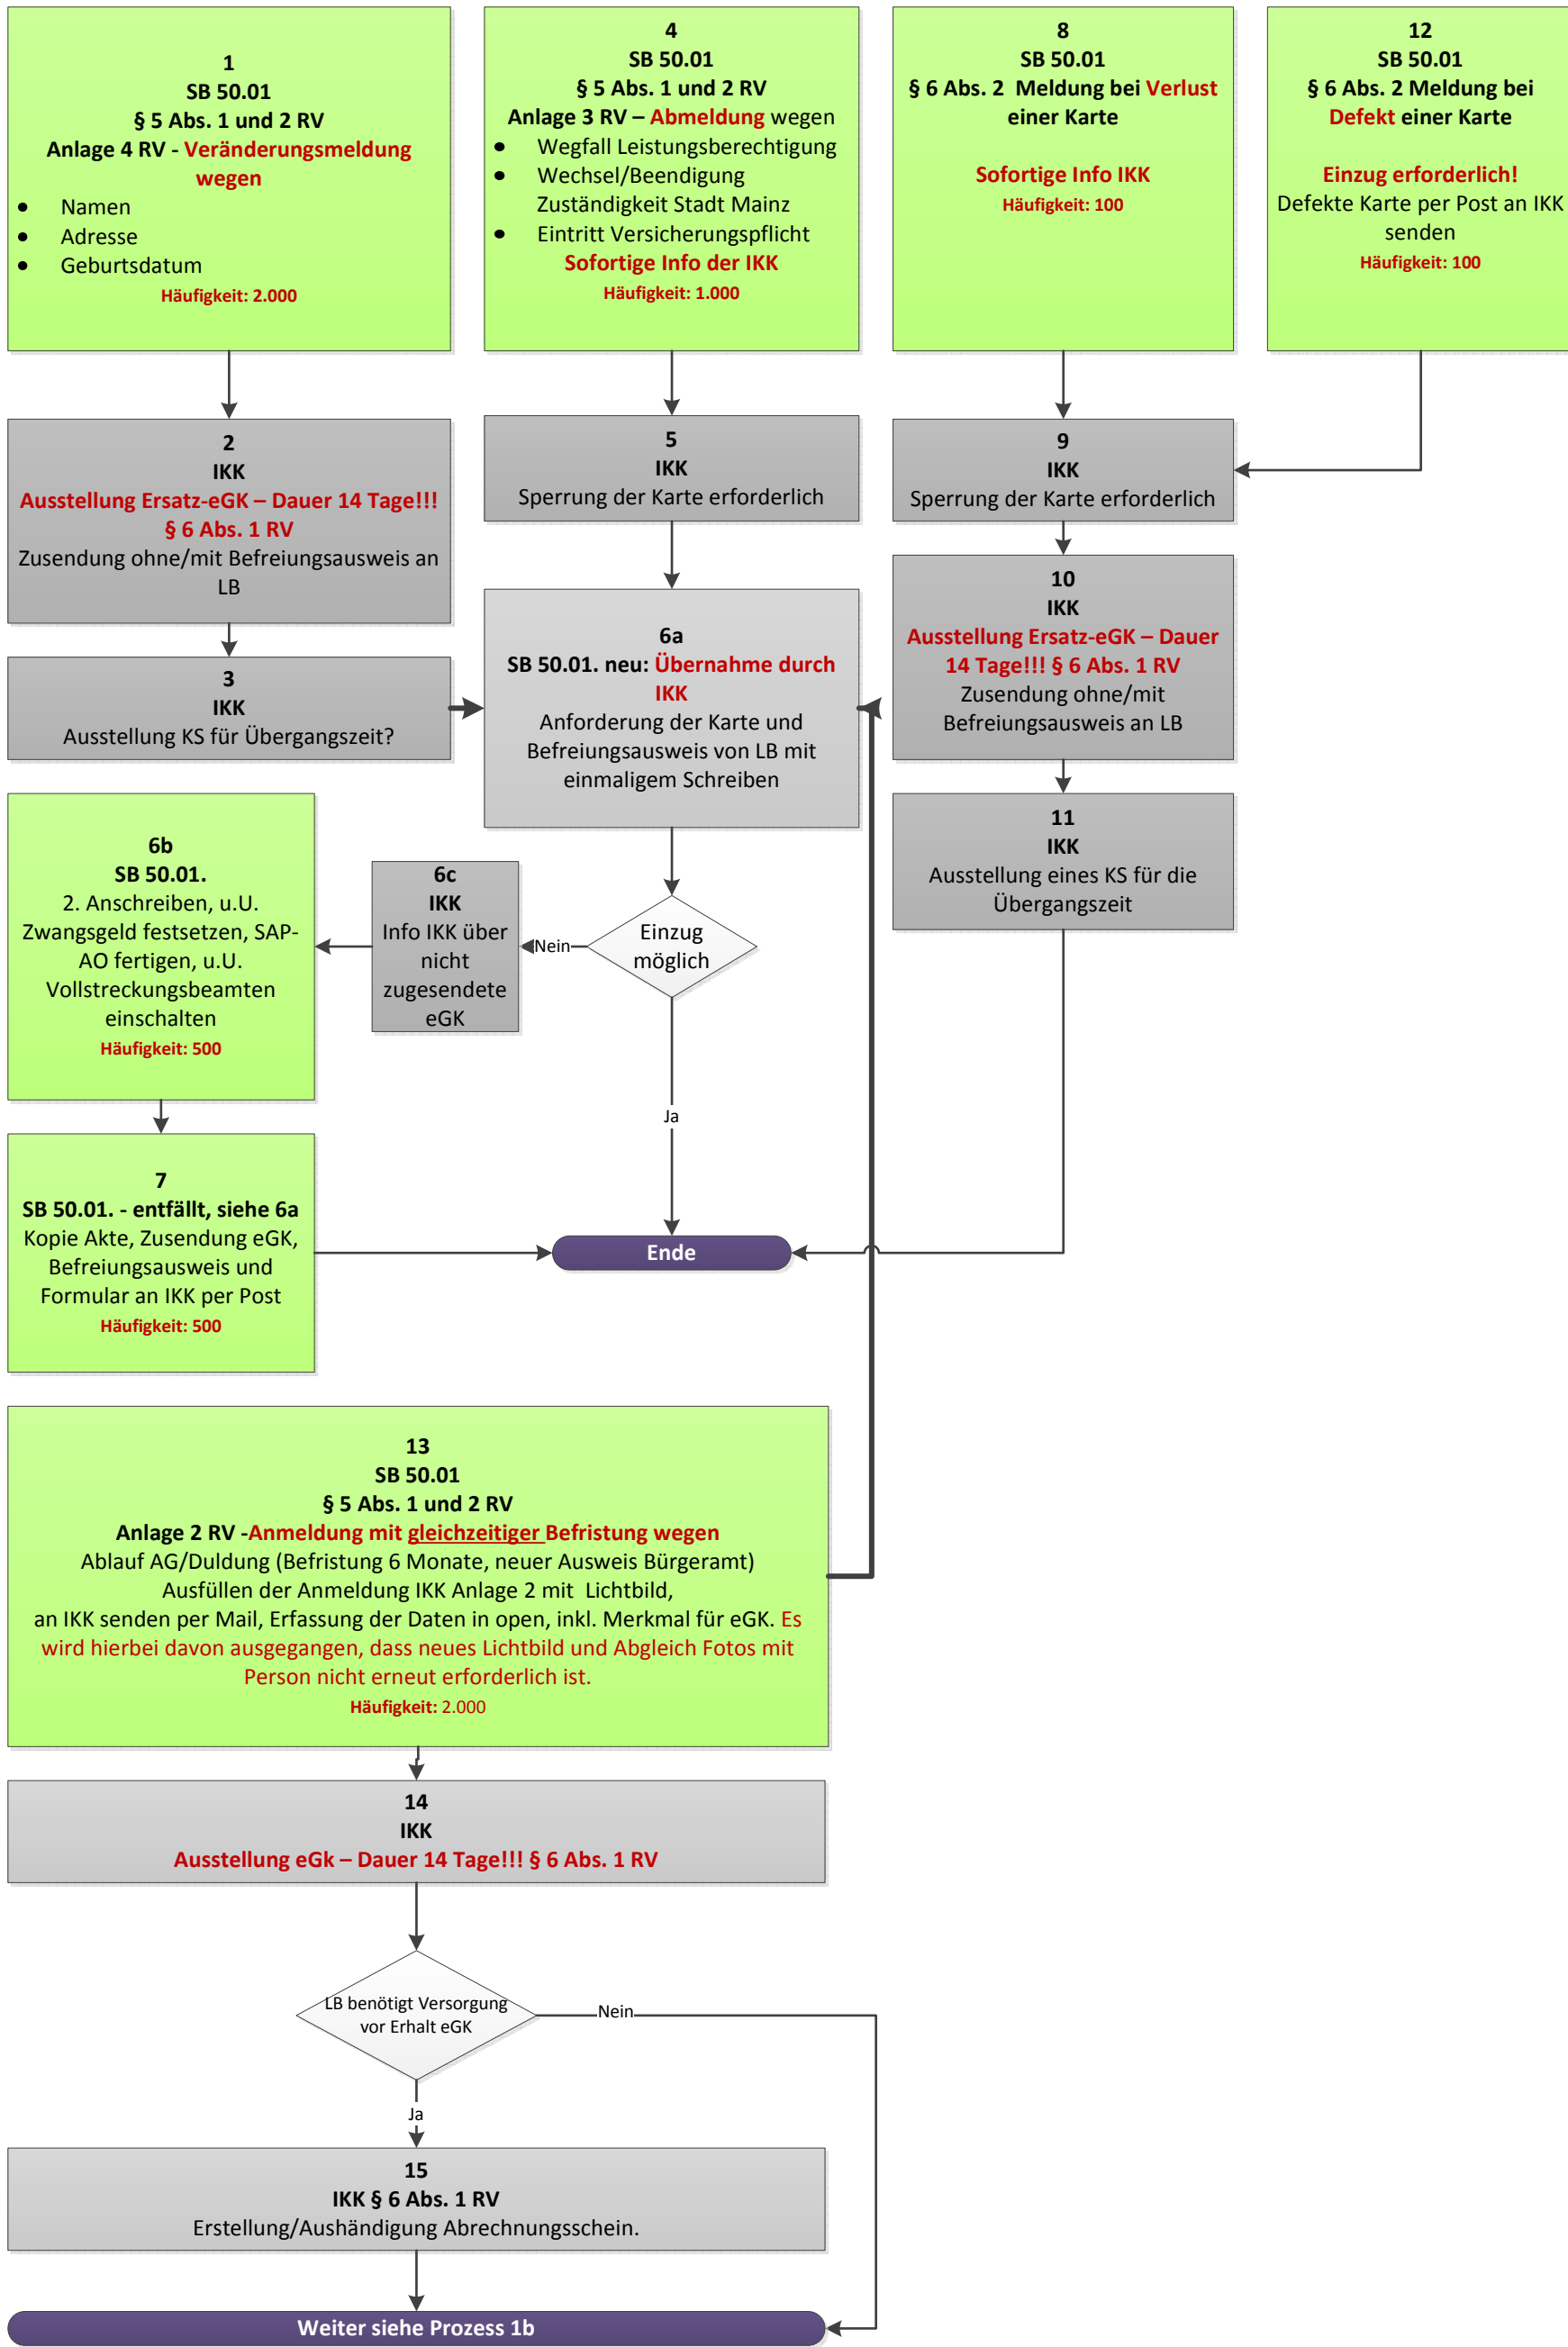 1
SB 50.01
§ 5 Abs. 1 und 2 RV
Anlage 4 RV - Veränderungsmeldung
wegen
● Namen
● Adresse
● Geburtsdatum
Häufigkeit: 2.000
4
SB 50.01
§ 5 Abs. 1 und 2 RV
Anlage 3 RV – Abmeldung wegen
● Wegfall Leistungsberechtigung
● Wechsel/Beendigung
Zuständigkeit Stadt Mainz
● Eintritt Versicherungspflicht
Sofortige Info der IKK
Häufigkeit: 1.000
8
SB 50.01
§ 6 Abs. 2 Meldung bei Verlust
einer Karte
Sofortige Info IKK
Häufigkeit: 100
12
SB 50.01
§ 6 Abs. 2 Meldung bei
Defekt einer Karte
Einzug erforderlich!
Defekte Karte per Post an IKK
senden
Häufigkeit: 100
2
IKK
Ausstellung Ersatz-eGK – Dauer 14 Tage!!!
§ 6 Abs. 1 RV
Zusendung ohne/mit Befreiungsausweis an
LB
5
IKK
Sperrung der Karte erforderlich
9
IKK
Sperrung der Karte erforderlich
3
IKK
Ausstellung KS für Übergangszeit?
6a
SB 50.01. neu: Übernahme durch
IKK
Anforderung der Karte und
Befreiungsausweis von LB mit
einmaligem Schreiben
10
IKK
Ausstellung Ersatz-eGK – Dauer
14 Tage!!! § 6 Abs. 1 RV
Zusendung ohne/mit
Befreiungsausweis an LB
11
IKK
Ausstellung eines KS für die
Übergangszeit
6b
SB 50.01.
2. Anschreiben, u.U.
Zwangsgeld festsetzen, SAP-
AO fertigen, u.U.
Vollstreckungsbeamten
einschalten
Häufigkeit: 500
6c
IKK
Info IKK über
nicht
zugesendete
eGK
Nein
Einzug
möglich
Ja
7
SB 50.01. - entfällt, siehe 6a
Kopie Akte, Zusendung eGK,
Befreiungsausweis und
Formular an IKK per Post
Häufigkeit: 500
Ende
13
SB 50.01
§ 5 Abs. 1 und 2 RV
Anlage 2 RV -Anmeldung mit gleichzeitiger Befristung wegen
Ablauf AG/Duldung (Befristung 6 Monate, neuer Ausweis Bürgeramt)
Ausfüllen der Anmeldung IKK Anlage 2 mit Lichtbild,
an IKK senden per Mail, Erfassung der Daten in open, inkl. Merkmal für eGK. Es
wird hierbei davon ausgegangen, dass neues Lichtbild und Abgleich Fotos mit
Person nicht erneut erforderlich ist.
Häufigkeit: 2.000
14
IKK
Ausstellung eGk – Dauer 14 Tage!!! § 6 Abs. 1 RV
LB benötigt Versorgung
vor Erhalt eGK
Nein
Ja
15
IKK § 6 Abs. 1 RV
Erstellung/Aushändigung Abrechnungsschein.
Weiter siehe Prozess 1b